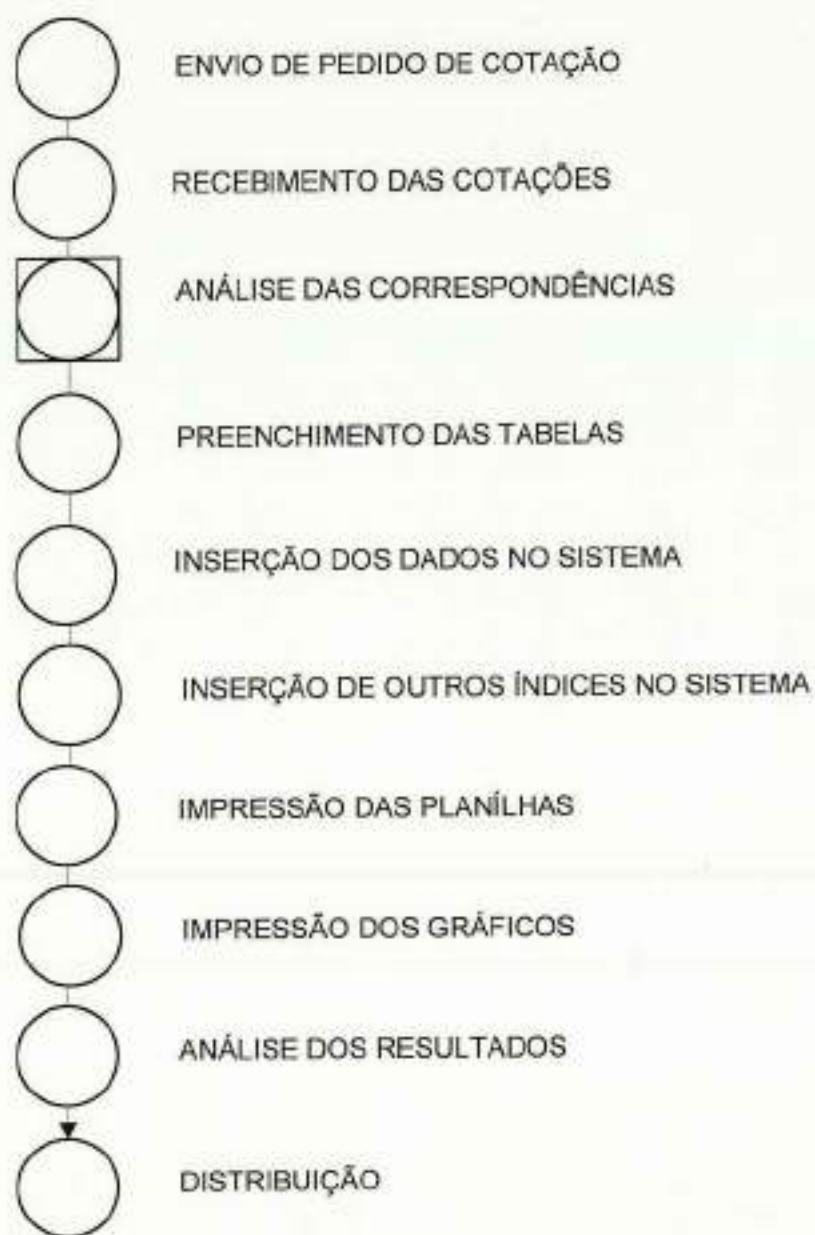 ENVIO DE PEDIDO DE COTAÇÃO
RECEBIMENTO DAS COTAÇÕES
ANÁLISE DAS CORRESPONDÊNCIAS
PREENCHIMENTO DAS TABELAS
INSERÇÃO DOS DADOS NO SISTEMA
INSERÇÃO DE OUTROS ÍNDICES NO SISTEMA
IMPRESSÃO DAS PLANÍLHAS
IMPRESSÃO DOS GRÁFICOS
ANÁLISE DOS RESULTADOS
DISTRIBUIÇÃO